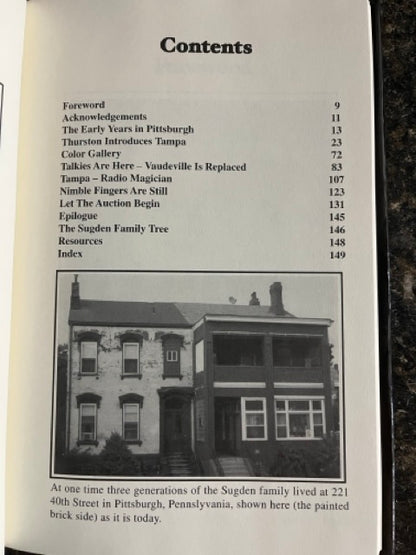 Contents
Foreword 9
Acknowledgements 11
The Early Years in Pittsburgh 13
Thurston Introduces Tampa 23
Color Gallery 72
Talkies Are Here – Vaudeville Is Replaced 83
Tampa – Radio Magician 107
Nimble Fingers Are Still 123
Let The Auction Begin 131
Epilogue 145
The Sugden Family Tree 146
Resources 148
Index 149
At one time three generations of the Sugden family lived at 221
40th Street in Pittsburgh, Pennslyvania, shown here (the painted
brick side) as it is today.